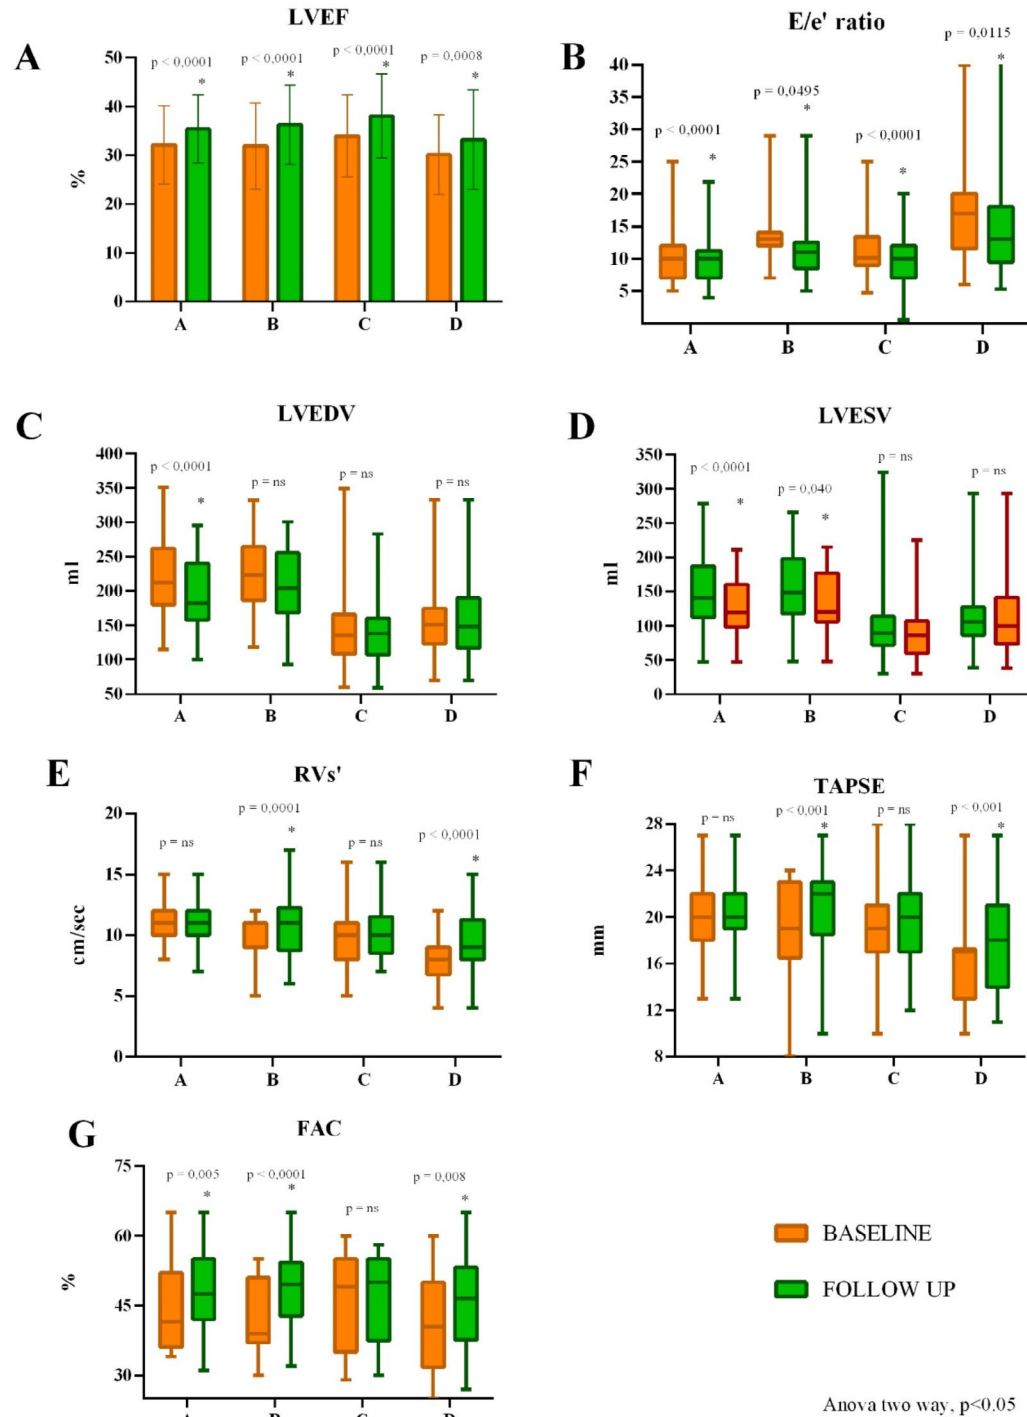 LVEF
A
p < 0,0001
p < 0,0001
p < 0,0001
p = 0,0008
*
*
*
*
50
40
30
20
10
0
%
A
B
C
D
E/e' ratio
B
p < 0,0001
p = 0,0495
p < 0,0001
p = 0,0115
*
*
*
*
40
35
30
25
20
15
10
5
A
B
C
D
LVEDV
C
p < 0,0001
p = ns
p = ns
p = ns
*
400
350
300
250
200
150
100
50
ml
A
B
C
D
LVESV
D
p < 0,0001
p = 0,040
p = ns
p = ns
*
*
350
300
250
200
150
100
50
0
ml
A
B
C
D
RVs'
E
p = ns
p = 0,0001
p = ns
p < 0,0001
*
*
20
15
10
5
0
cm/sec
A
B
C
D
TAPSE
F
p = ns
p < 0,001
p = ns
p < 0,001
*
*
28
24
20
16
12
8
mm
A
B
C
D
FAC
G
p = 0,005
p < 0,0001
p = ns
p = 0,008
*
*
*
75
60
45
30
%
A
B
C
D
BASELINE
FOLLOW UP
Anova two way, p<0.05